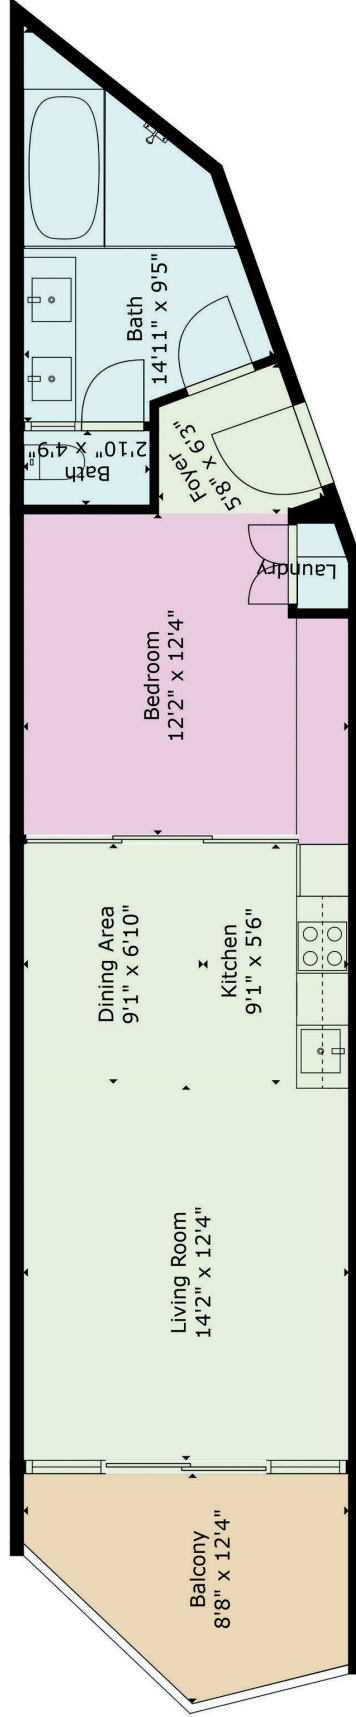 Bath
14'11" x 9'5"
Bath
2'10" x 4'9"
Foyer
5'8" x 6'3"
Laundry
Bedroom
12'2" x 12'4"
Dining Area
9'1" x 6'10"
Kitchen
9'1" x 5'6"
Living Room
14'2" x 12'4"
Balcony
8'8" x 12'4"